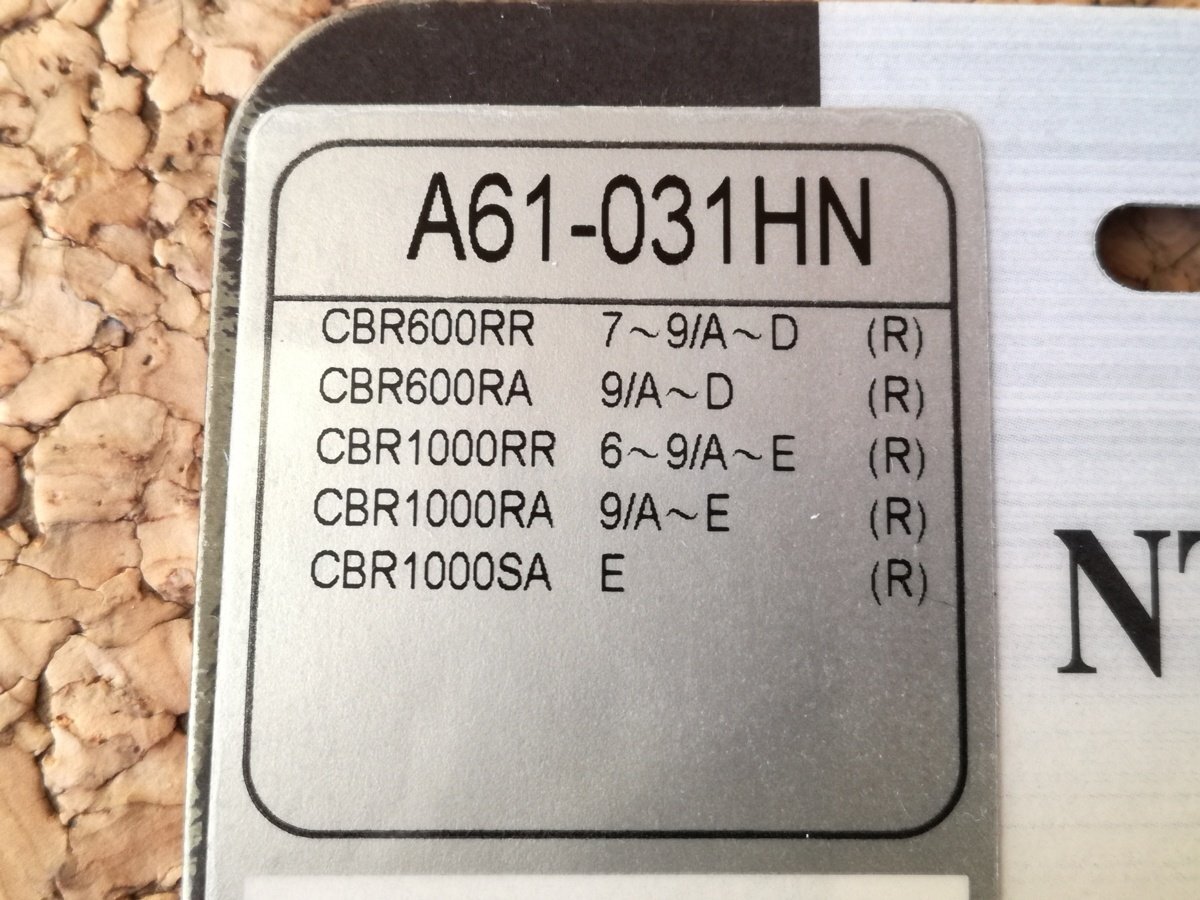 A61-031HN
CBR600RR 7~9/A~D (R)
CBR600RA 9/A~D (R)
CBR1000RR 6~9/A~E (R)
CBR1000RA 9/A~E (R)
CBR1000SA E (R)